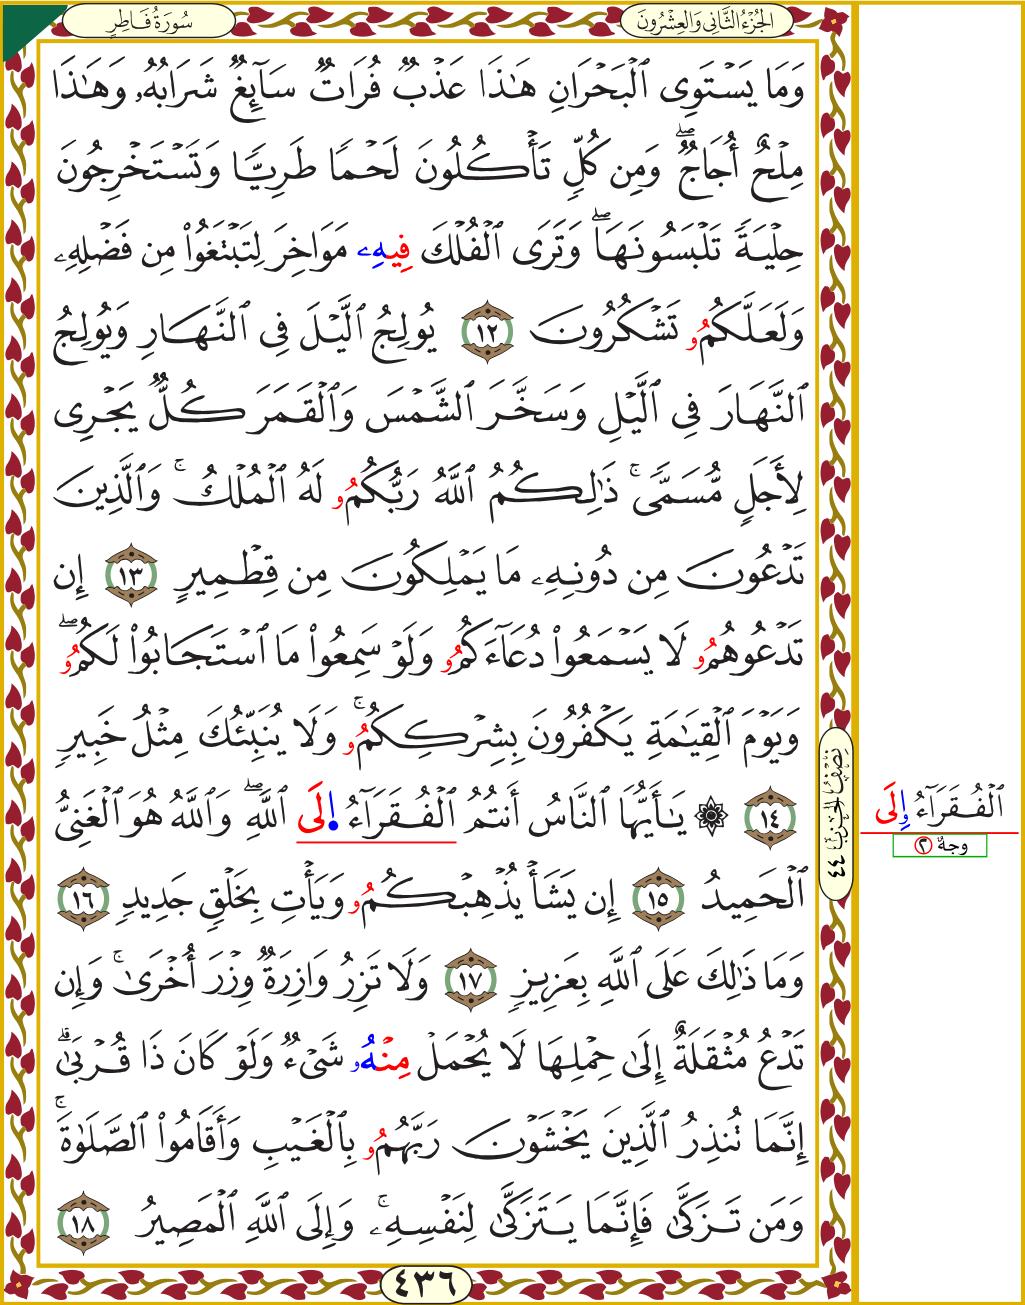 الجُزْءُ الثَّانِي وَالعِشْرُونَ
سُورَةُ فَاطِرٍ
وَمَا يَسْتَوِى ٱلْبَحْرَانِ هَٰذَا عَذْبٌ فُرَاتٌ سَآئِغٌ شَرَابُهُۥ وَهَٰذَا
مِلْحٌ أُجَاجٌۖ وَمِن كُلٍّ تَأْكُلُونَ لَحْمًا طَرِيًّا وَتَسْتَخْرِجُونَ
حِلْيَةً تَلْبَسُونَهَاۖ وَتَرَى ٱلْفُلْكَ فِيهِۦ مَوَاخِرَ لِتَبْتَغُوا۟ مِن فَضْلِهِۦ
وَلَعَلَّكُمُۥ تَشْكُرُونَ ١٢ يُولِجُ ٱلَّيْلَ فِى ٱلنَّهَارِ وَيُولِجُ
ٱلنَّهَارَ فِى ٱلَّيْلِ وَسَخَّرَ ٱلشَّمْسَ وَٱلْقَمَرَ كُلٌّ يَجْرِى
لِأَجَلٍ مُّسَمًّىۚ ذَٰلِكُمُ ٱللَّهُ رَبُّكُمُۥ لَهُ ٱلْمُلْكُۚ وَٱلَّذِينَ
تَدْعُونَ مِن دُونِهِۦ مَا يَمْلِكُونَ مِن قِطْمِيرٍ ١٣ إِن
تَدْعُوهُمُۥ لَا يَسْمَعُوا۟ دُعَآءَكُمُۥ وَلَوْ سَمِعُوا۟ مَا ٱسْتَجَابُوا۟ لَكُمُۥۖ
وَيَوْمَ ٱلْقِيَٰمَةِ يَكْفُرُونَ بِشِرْكِكُمُۥۚ وَلَا يُنَبِّئُكَ مِثْلُ خَبِيرٍ
١٤ ۞ يَٰٓأَيُّهَا ٱلنَّاسُ أَنتُمُ ٱلْفُقَرَآءُ اِلَى ٱللَّهِۖ وَٱللَّهُ هُوَ ٱلْغَنِىُّ
ٱلْحَمِيدُ ١٥ إِن يَشَأْ يُذْهِبْكُمُۥ وَيَأْتِ بِخَلْقٍ جَدِيدٍ ١٦
وَمَا ذَٰلِكَ عَلَى ٱللَّهِ بِعَزِيزٍ ١٧ وَلَا تَزِرُ وَازِرَةٌ وِزْرَ أُخْرَىٰۚ وَإِن
تَدْعُ مُثْقَلَةٌ إِلَىٰ حِمْلِهَا لَا يُحْمَلْ مِنْهُۥ شَىْءٌ وَلَوْ كَانَ ذَا قُرْبَىٰٓۗ
إِنَّمَا تُنذِرُ ٱلَّذِينَ يَخْشَوْنَ رَبَّهُمُۥ بِٱلْغَيْبِ وَأَقَامُوا۟ ٱلصَّلَوٰةَۚ
وَمَن تَزَكَّىٰ فَإِنَّمَا يَتَزَكَّىٰ لِنَفْسِهِۦۚ وَإِلَى ٱللَّهِ ٱلْمَصِيرُ ١٨
٤٣٦
نِصْفُ الحِزْبِ ٤٤
ٱلْفُقَرَآءُ وِلَى
وجهٌ ٢